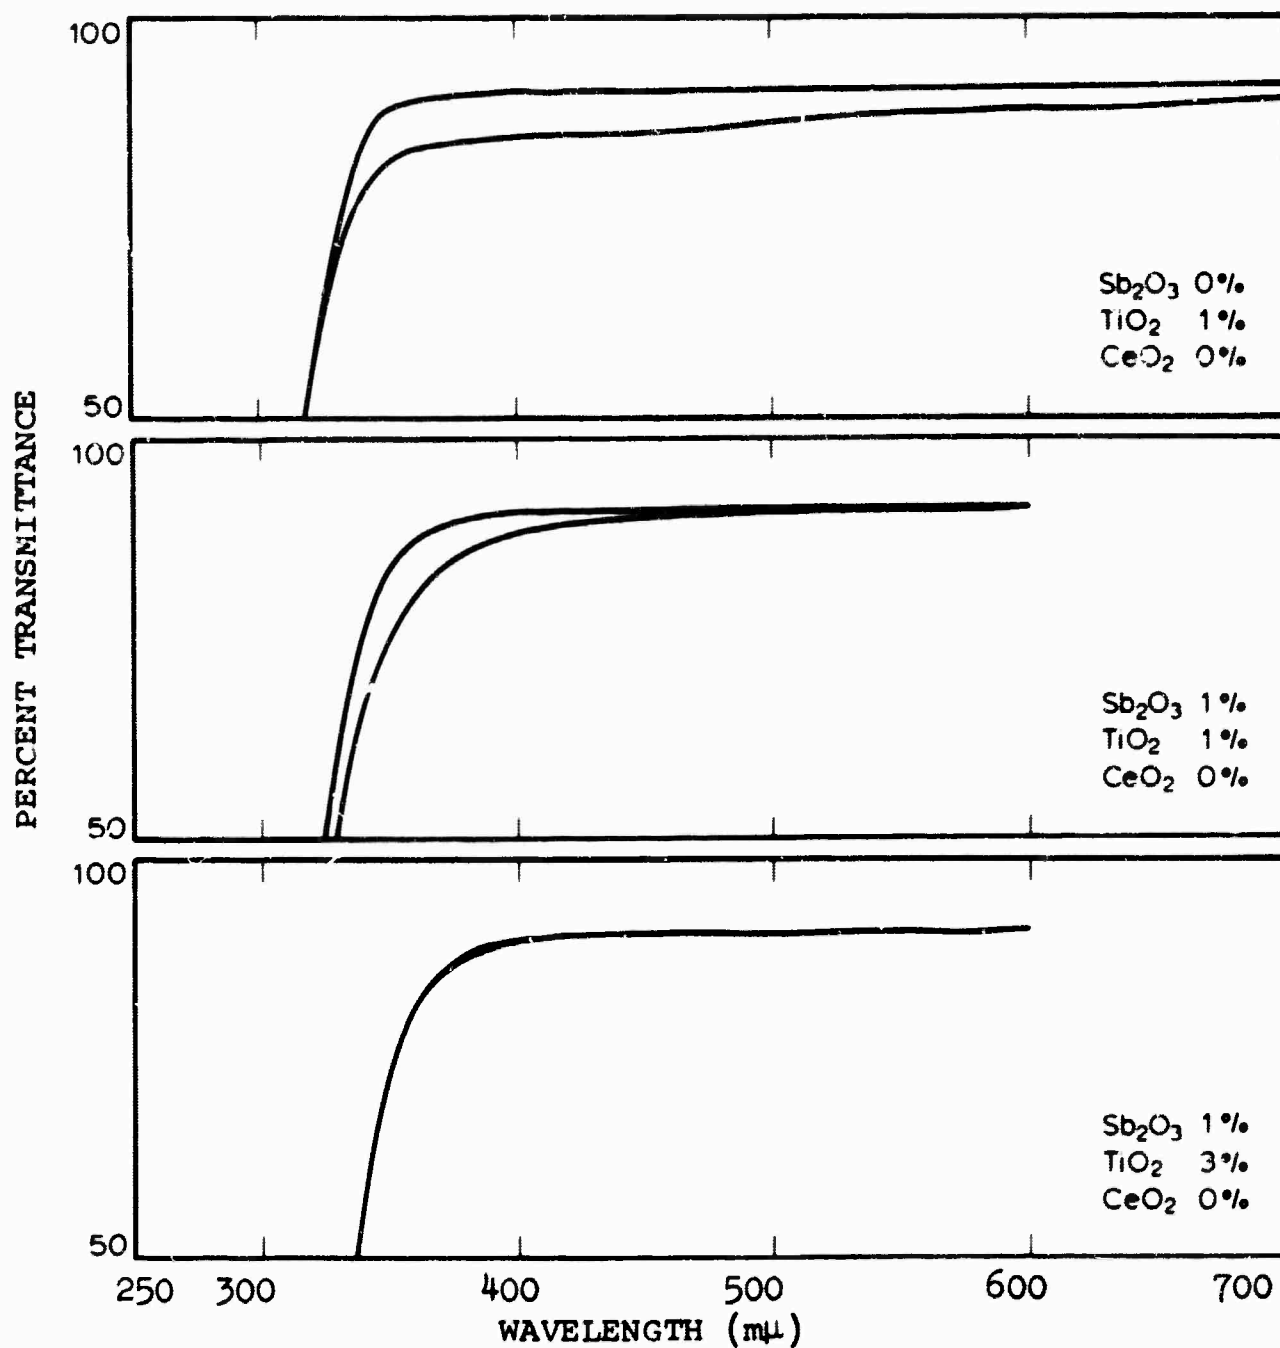 PERCENT TRANSMITTANCE
100
Sb₂O₃ 0%
TiO₂ 1%
CeO₂ 0%
50
100
Sb₂O₃ 1%
TiO₂ 1%
CeO₂ 0%
50
100
Sb₂O₃ 1%
TiO₂ 3%
CeO₂ 0%
50
250 300 400 500 600 700
WAVELENGTH (mμ)